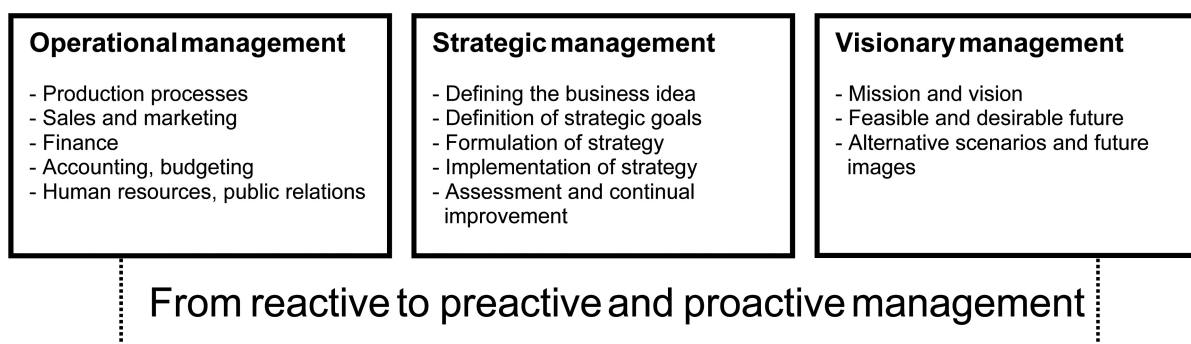 Operational management
- Production processes
- Sales and marketing
- Finance
- Accounting, budgeting
- Human resources, public relations
Strategic management
- Defining the business idea
- Definition of strategic goals
- Formulation of strategy
- Implementation of strategy
- Assessment and continual
improvement
Visionary management
- Mission and vision
- Feasible and desirable future
- Alternative scenarios and future
images
From reactive to preactive and proactive management